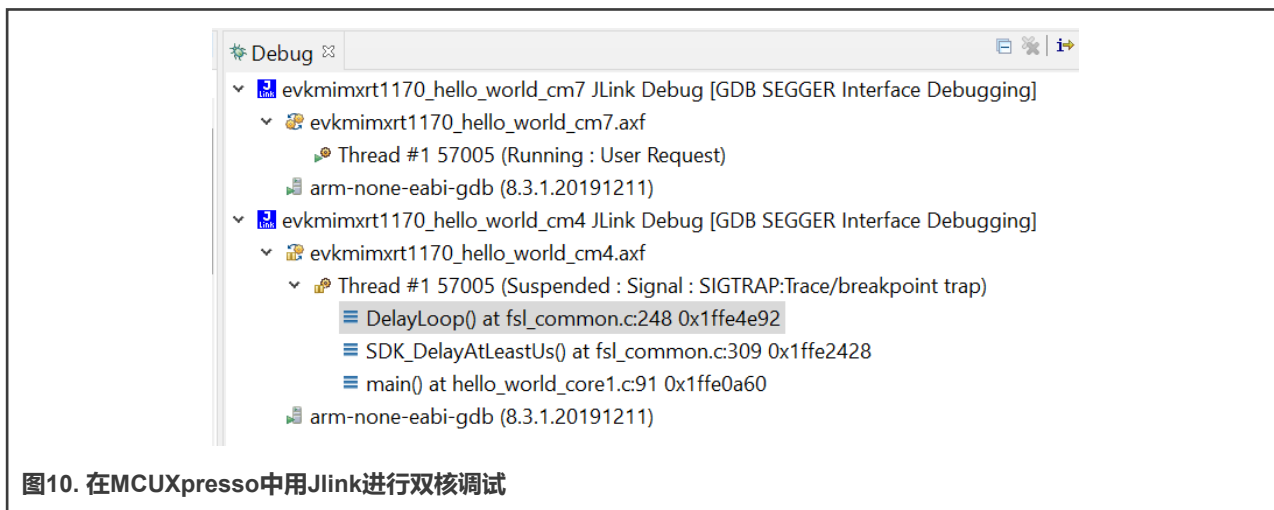 Debug
evkmimxrt1170_hello_world_cm7 JLink Debug [GDB SEGGER Interface Debugging]
evkmimxrt1170_hello_world_cm7.axf
Thread #1 57005 (Running : User Request)
arm-none-eabi-gdb (8.3.1.20191211)
evkmimxrt1170_hello_world_cm4 JLink Debug [GDB SEGGER Interface Debugging]
evkmimxrt1170_hello_world_cm4.axf
Thread #1 57005 (Suspended : Signal : SIGTRAP:Trace/breakpoint trap)
DelayLoop() at fsl_common.c:248 0x1ffe4e92
SDK_DelayAtLeastUs() at fsl_common.c:309 0x1ffe2428
main() at hello_world_core1.c:91 0x1ffe0a60
arm-none-eabi-gdb (8.3.1.20191211)
图10. 在MCUXpresso中用Jlink进行双核调试